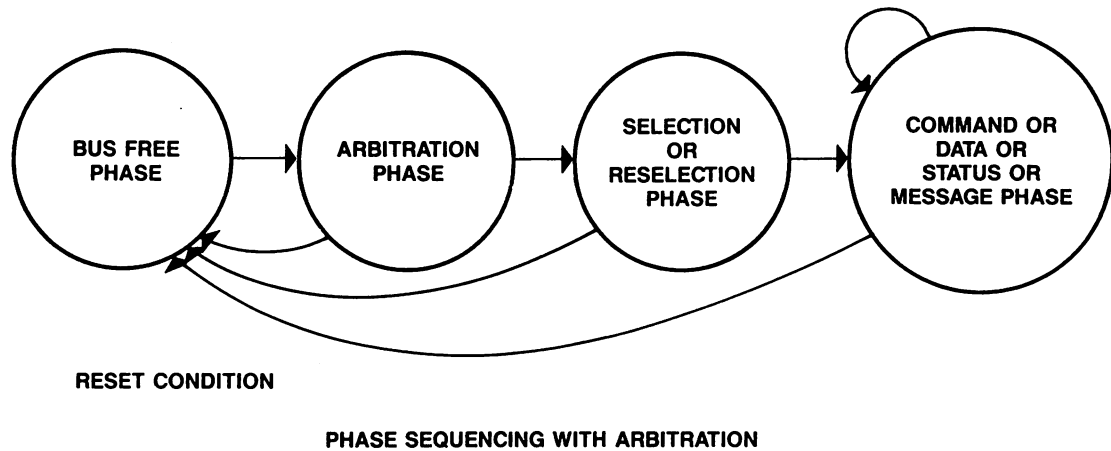 BUS FREE
PHASE
ARBITRATION
PHASE
SELECTION
OR
RESELECTION
PHASE
COMMAND OR
DATA OR
STATUS OR
MESSAGE PHASE
RESET CONDITION
PHASE SEQUENCING WITH ARBITRATION